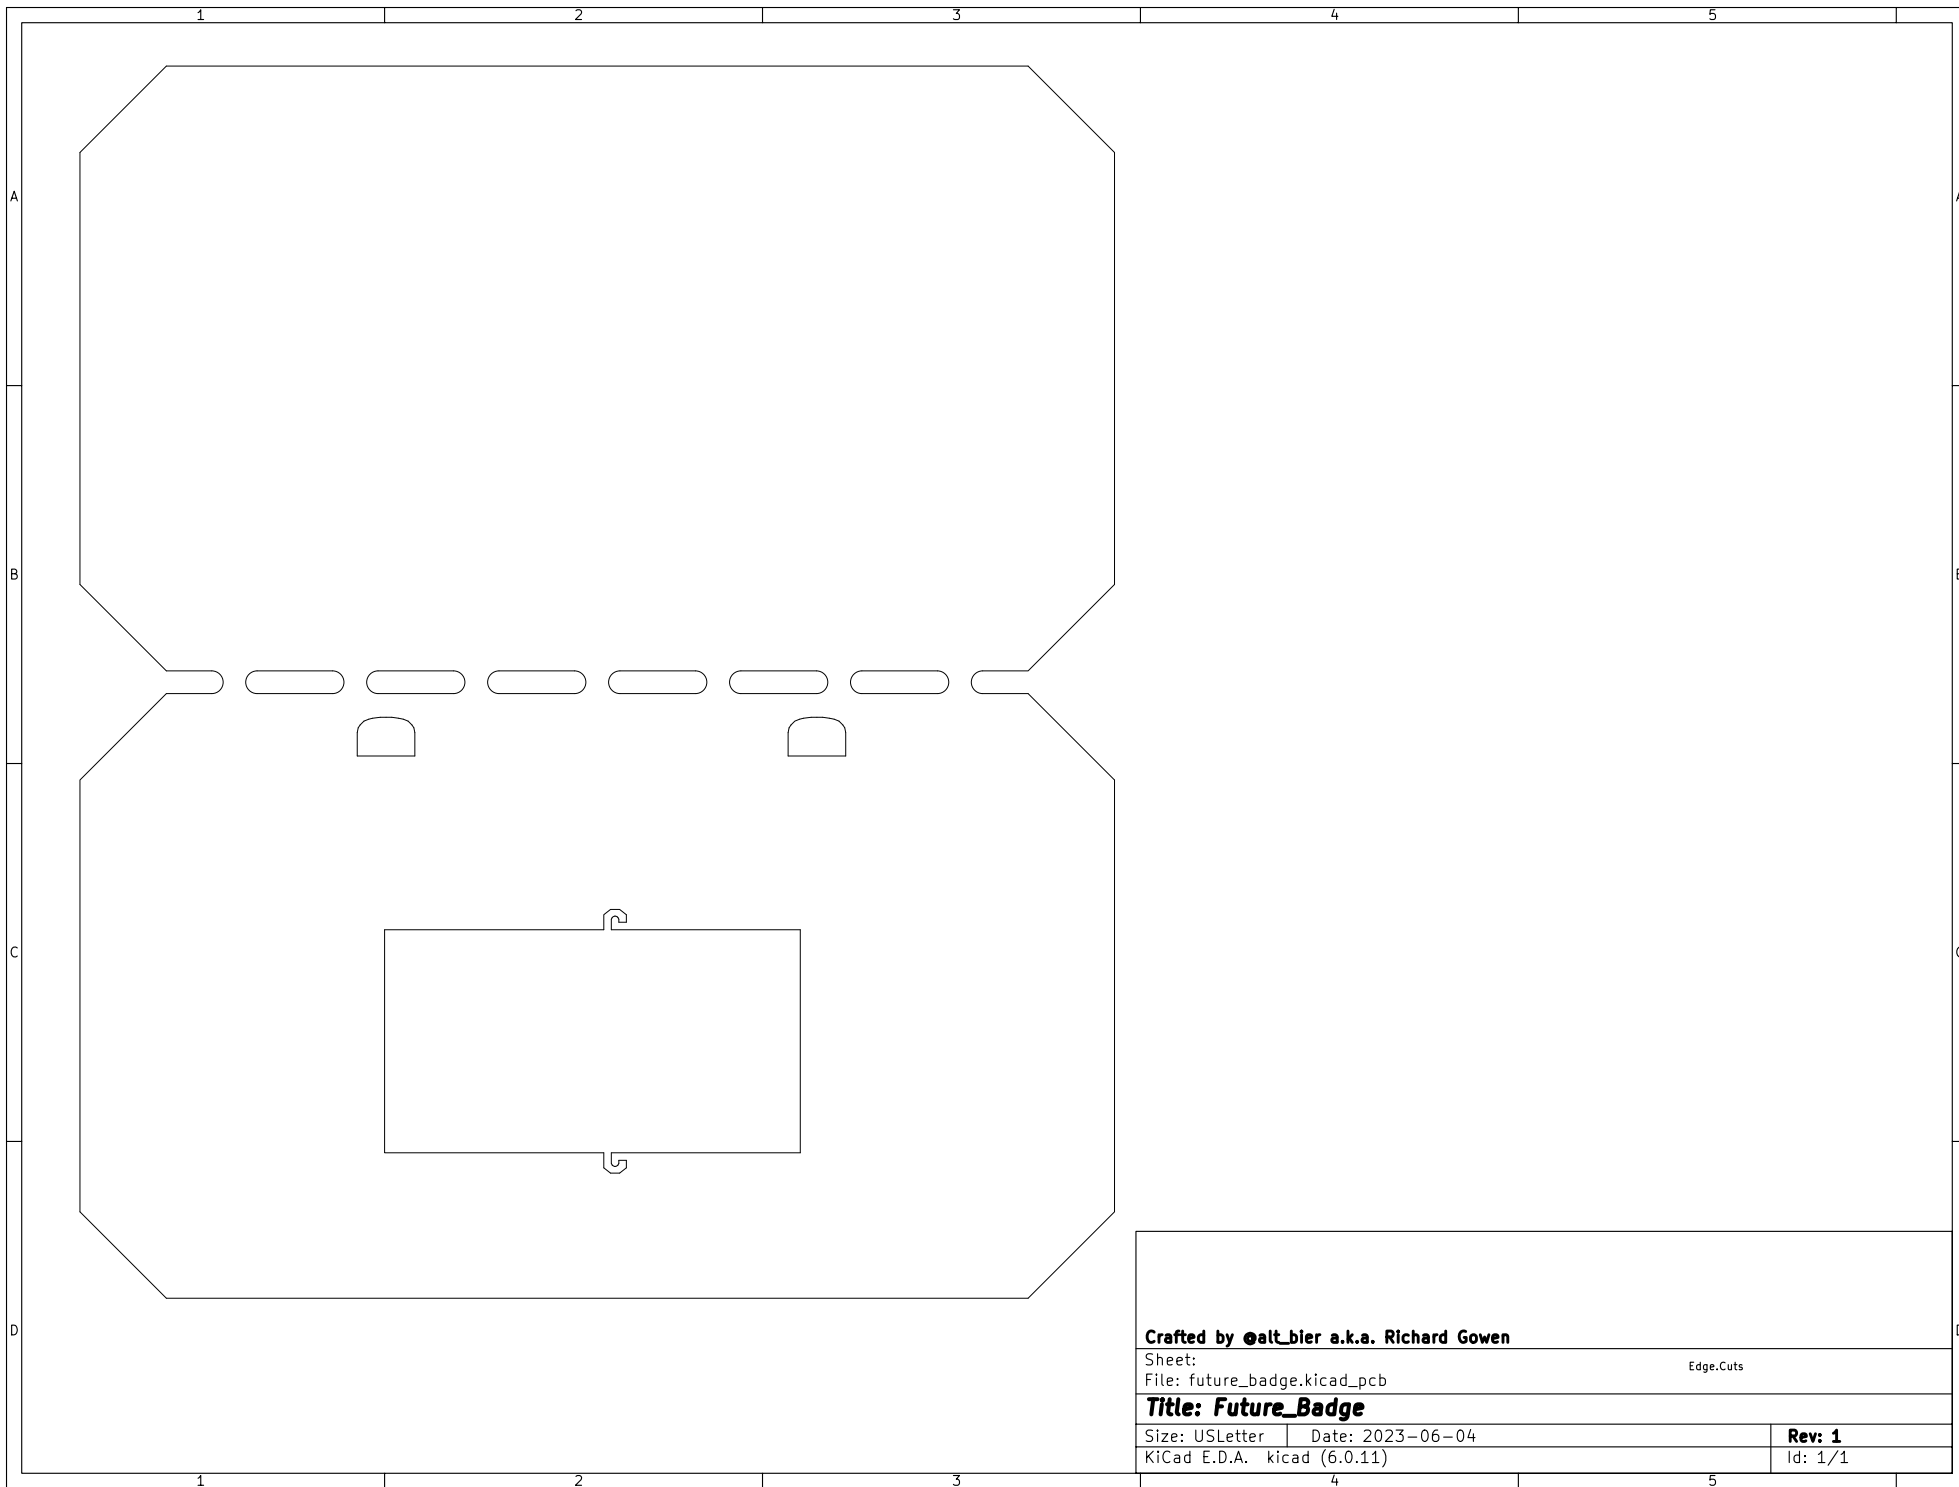 1 2 3 4 5
A A
B B
C C
D D
Crafted by @alt_bier a.k.a. Richard Gowen
Sheet:
Edge.Cuts
File: future_badge.kicad_pcb
Title: Future_Badge
Size: USLetter Date: 2023-06-04 Rev: 1
KiCad E.D.A. kicad (6.0.11) Id: 1/1
1 2 3 4 5